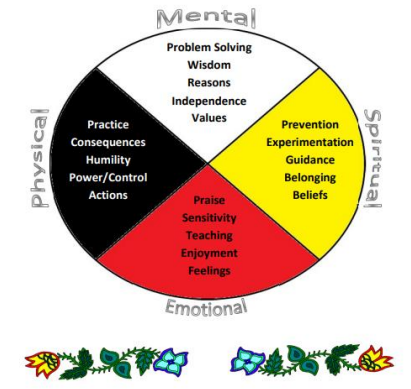 Mental
Problem Solving
Wisdom
Reasons
Independence
Values
Physical
Practice
Consequences
Humility
Power/Control
Actions
Spiritual
Prevention
Experimentation
Guidance
Belonging
Beliefs
Praise
Sensitivity
Teaching
Enjoyment
Feelings
Emotional